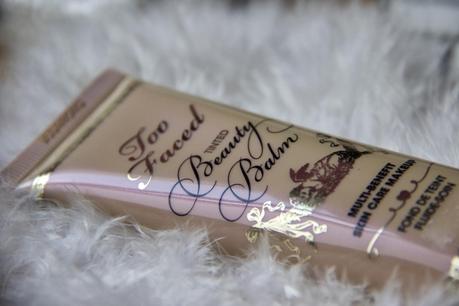 Too
Faced
TINTED
Beauty
Balm
MULTI-BENEFIT
SKIN CARE MAKEUP
FOND DE TEINT
FLUIDE/SOIN